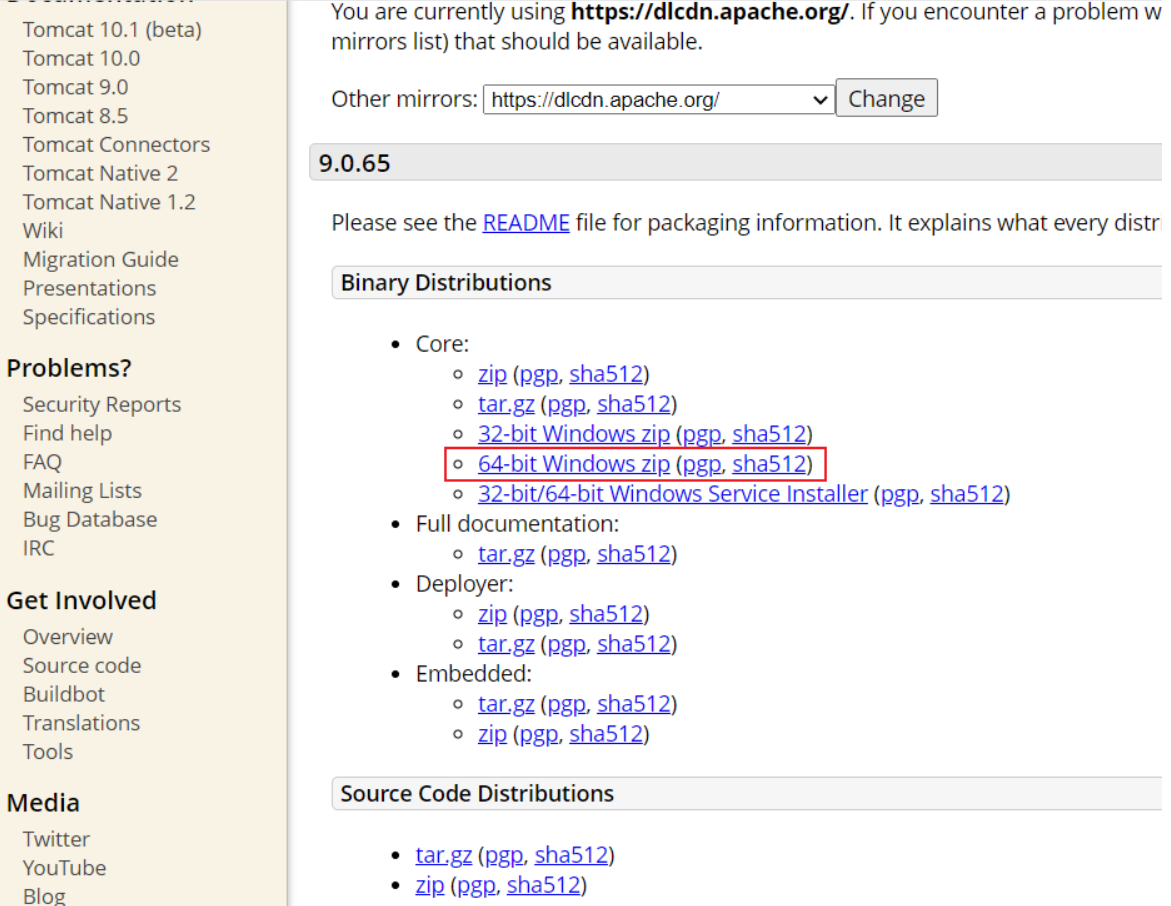 Tomcat 10.1 (beta)
Tomcat 10.0
Tomcat 9.0
Tomcat 8.5
Tomcat Connectors
Tomcat Native 2
Tomcat Native 1.2
Wiki
Migration Guide
Presentations
Specifications
Problems?
Security Reports
Find help
FAQ
Mailing Lists
Bug Database
IRC
Get Involved
Overview
Source code
Buildbot
Translations
Tools
Media
Twitter
YouTube
Blog
You are currently using https://dlcdn.apache.org/. If you encounter a problem
mirrors list) that should be available.
Other mirrors: https://dlcdn.apache.org/ Change
9.0.65
Please see the README file for packaging information. It explains what every
Binary Distributions
• Core:
◦ zip (pgp, sha512)
◦ tar.gz (pgp, sha512)
◦ 32-bit Windows zip (pgp, sha512)
◦ 64-bit Windows zip (pgp, sha512)
◦ 32-bit/64-bit Windows Service Installer (pgp, sha512)
• Full documentation:
◦ tar.gz (pgp, sha512)
• Deployer:
◦ zip (pgp, sha512)
◦ tar.gz (pgp, sha512)
• Embedded:
◦ tar.gz (pgp, sha512)
◦ zip (pgp, sha512)
Source Code Distributions
• tar.gz (pgp, sha512)
• zip (pgp, sha512)